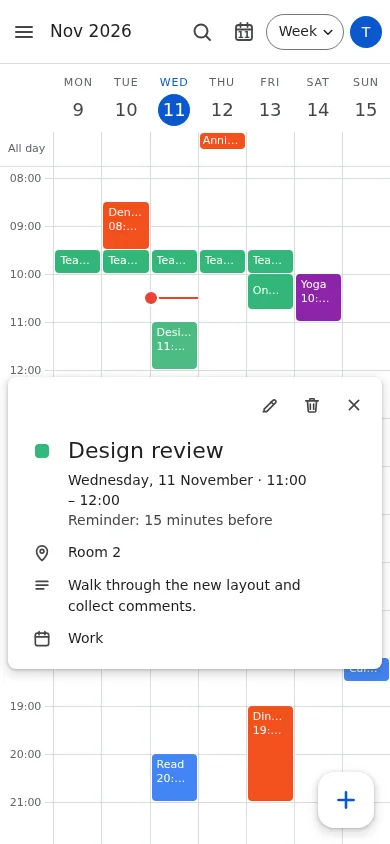 Nov 2026
11
Week
T
MON TUE WED THU FRI SAT SUN
9 10 11 12 13 14 15
All day
Anni…
08:00
Den…
08:…
09:00
Tea… Tea… Tea… Tea… Tea…
10:00
On…
Yoga
10:…
11:00
Desi…
11:…
12:00
Design review
Wednesday, 11 November · 11:00
– 12:00
Reminder: 15 minutes before
Room 2
Walk through the new layout and
collect comments.
Work
19:00
Din…
19:…
20:00
Read
20:…
21:00